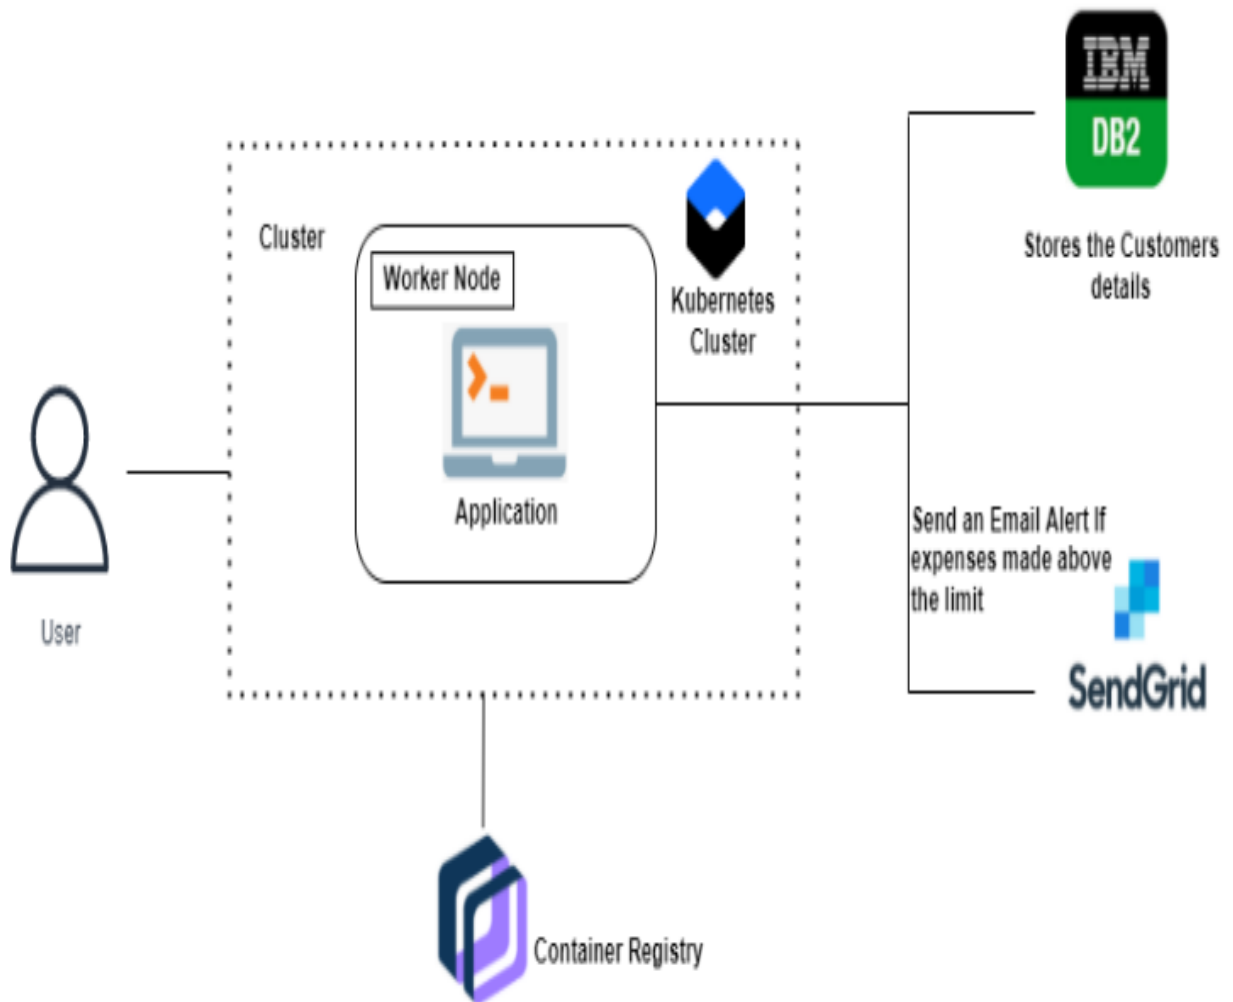 IBM
DB2
Stores the Customers
details
Cluster
Worker Node
Kubernetes
Cluster
Application
User
Send an Email Alert If
expenses made above
the limit
SendGrid
Container Registry